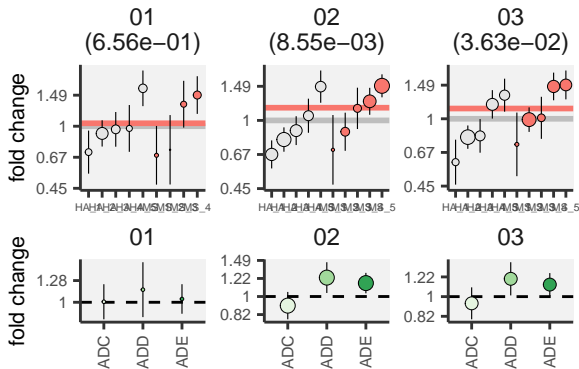 01
(6.56e−01)
02
(8.55e−03)
03
(3.63e−02)
fold change
1.49
1
0.67
0.45
1.49
1
0.67
0.45
1.49
1
0.67
0.45
01
02
03
fold change
1.28
1
1.49
1.22
1
0.82
1.22
1
0.82
ADC
ADD
ADE
ADC
ADD
ADE
ADC
ADD
ADE